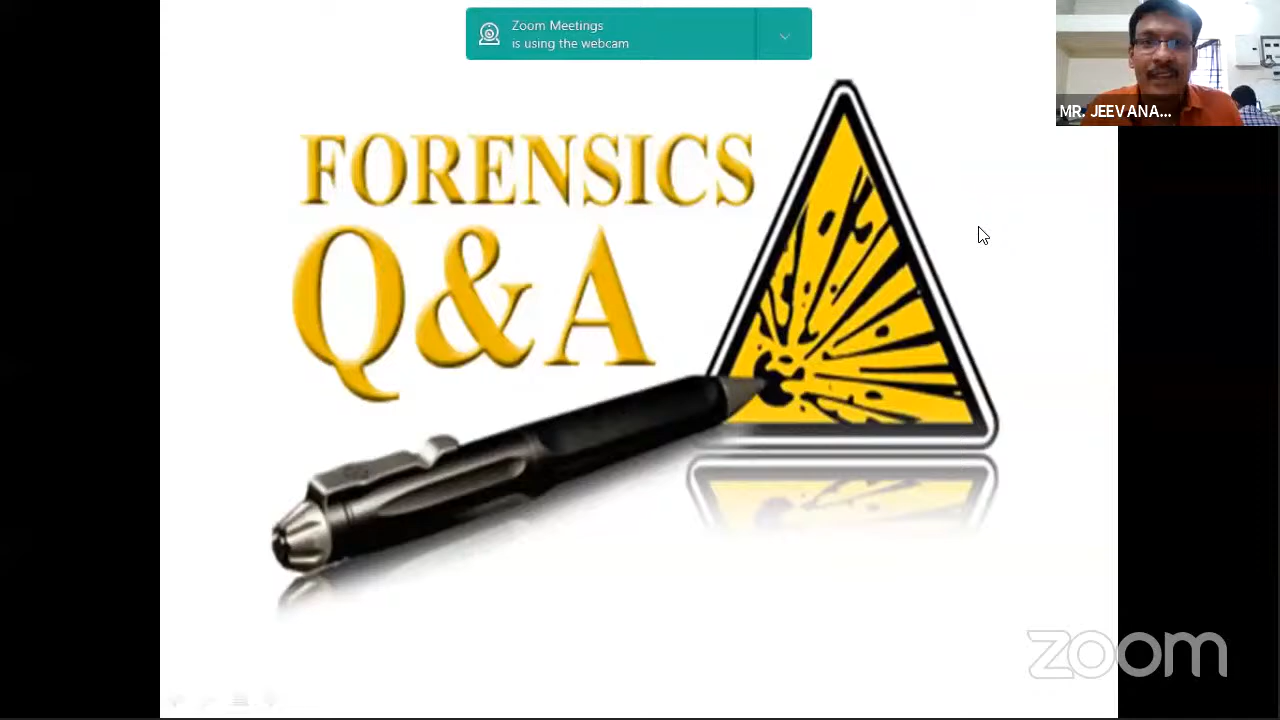 Zoom Meetings
is using the webcam
MR. JEEVANA...
FORENSICS
Q&A
zoom